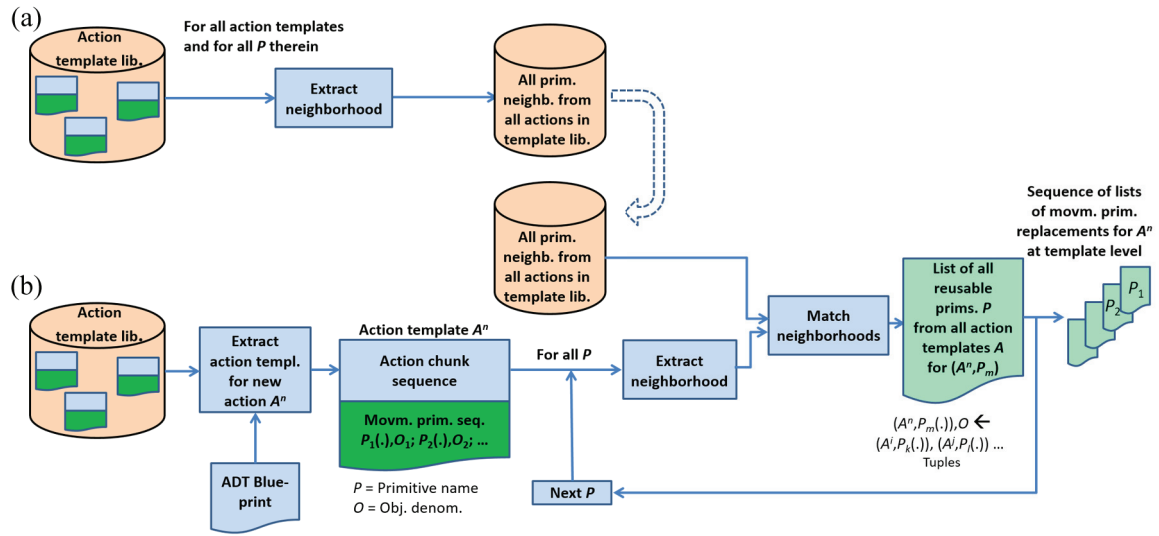 (a)
Action
template lib.
For all action templates
and for all P therein
Extract
neighborhood
All prim.
neighb. from
all actions in
template lib.
All prim.
neighb. from
all actions in
template lib.
Sequence of lists
of movm. prim.
replacements for Aⁿ
at template level
P₁
P₂
(b)
Action
template lib.
Extract
action templ.
for new
action Aⁿ
ADT Blue-
print
Action template Aⁿ
Action chunk
sequence
Movm. prim. seq.
P₁(.),O₁; P₂(.),O₂; ...
P = Primitive name
O = Obj. denom.
For all P
Extract
neighborhood
Next P
Match
neighborhoods
List of all
reusable
prims. P
from all action
templates A
for (Aⁿ,Pₘ)
(Aⁿ,Pₘ(.)),O ←
(Aⁱ,Pₖ(.)), (Aʲ,Pₗ(.)) ...
Tuples